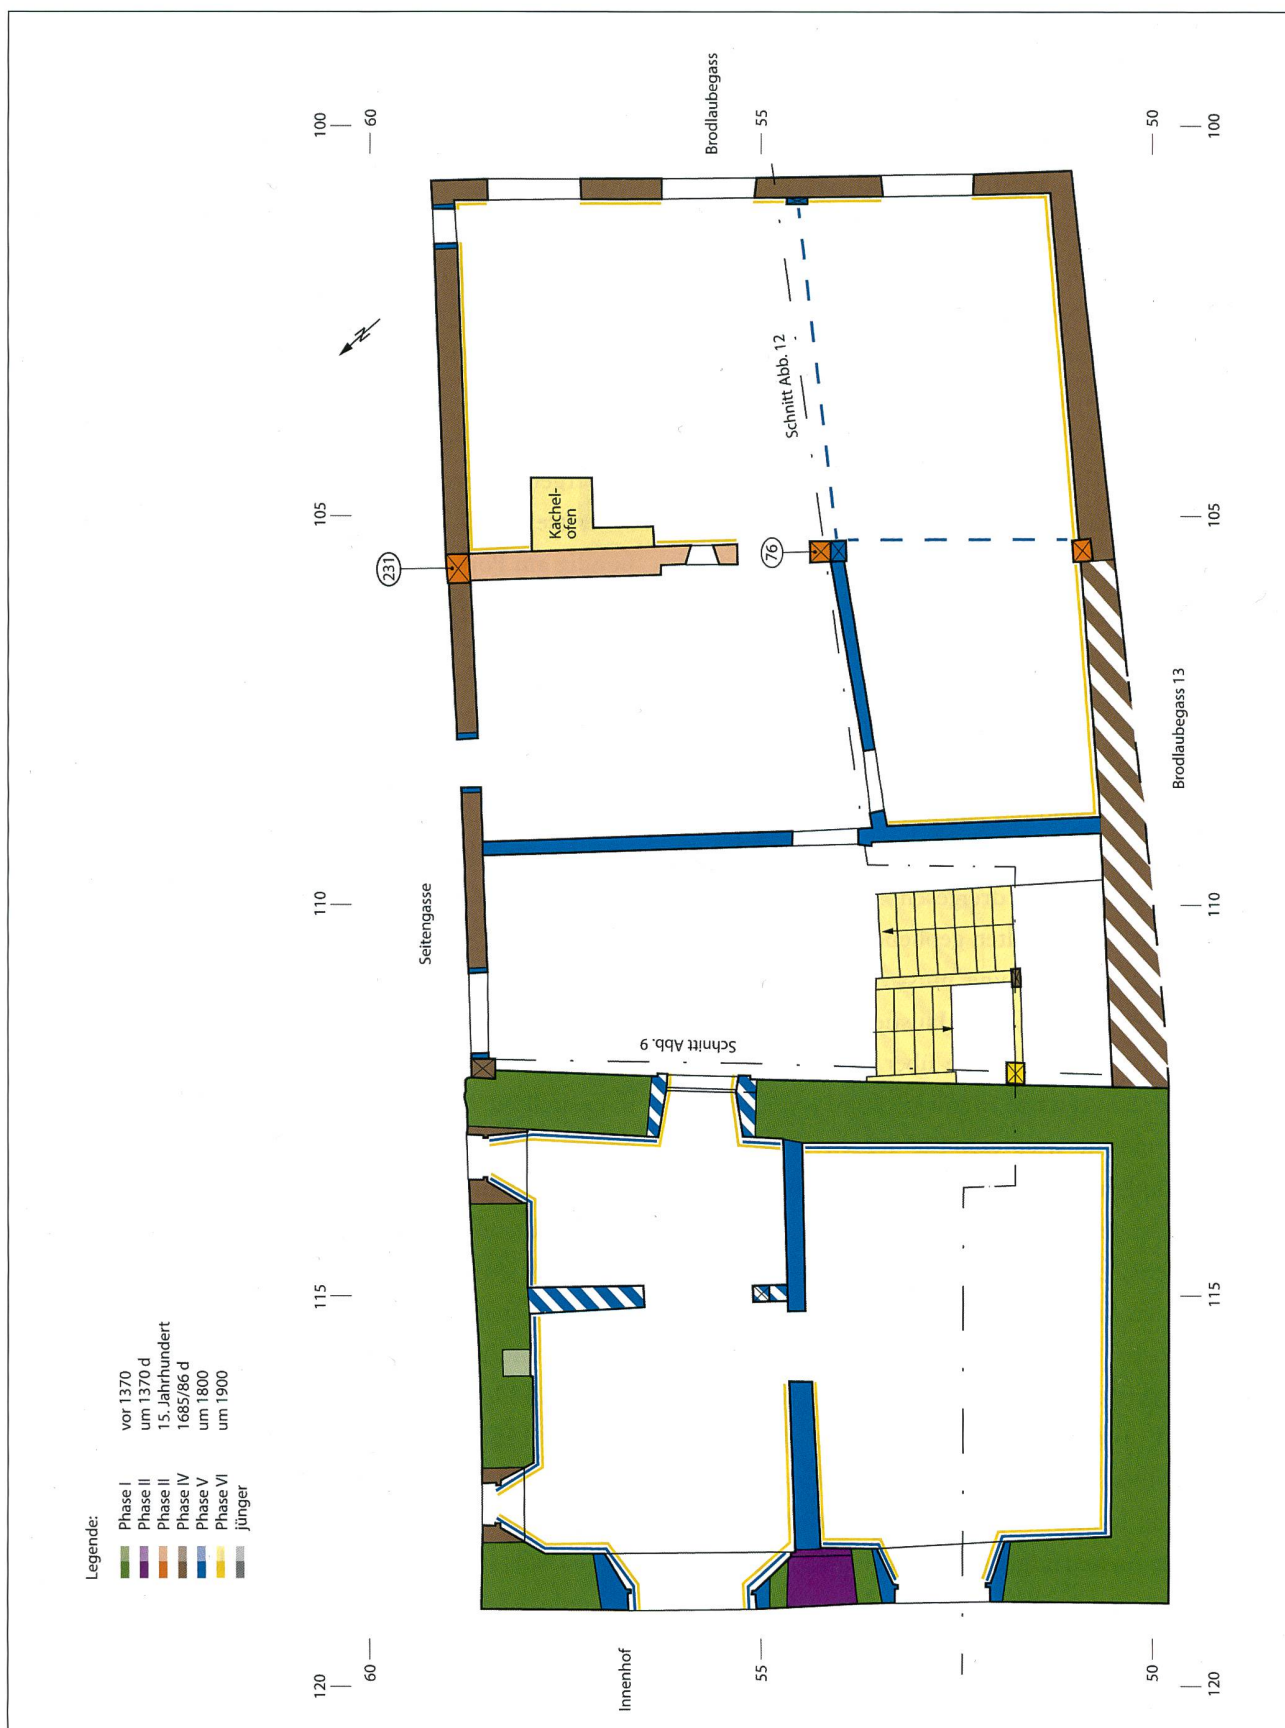 Legende:
Phase I vor 1370
Phase II um 1370 d
Phase II 15. Jahrhundert
Phase IV 1685/86 d
Phase V um 1800
Phase VI um 1900
jünger
100
60
Brodlaubegass
55
50
100
N
Schnitt Abb. 12
105
Kachel-
ofen
231
76
105
Brodlaubegass 13
110
Seitengasse
110
Schnitt Abb. 9
115
115
Innenhof
120
60
55
50
120